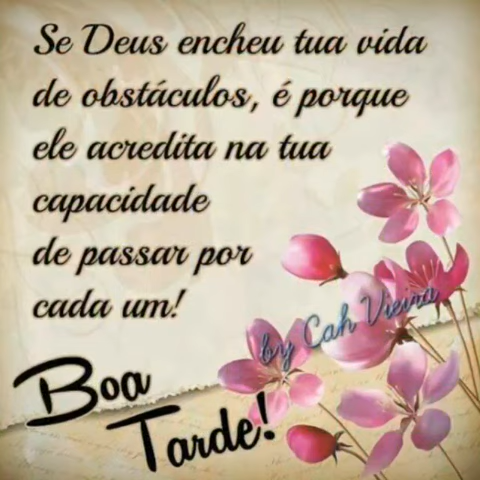 Se Deus encheu tua vida
de obstáculos, é porque
ele acredita na tua
capacidade
de passar por
cada um!
by Cah Vieira
Boa
Tarde!